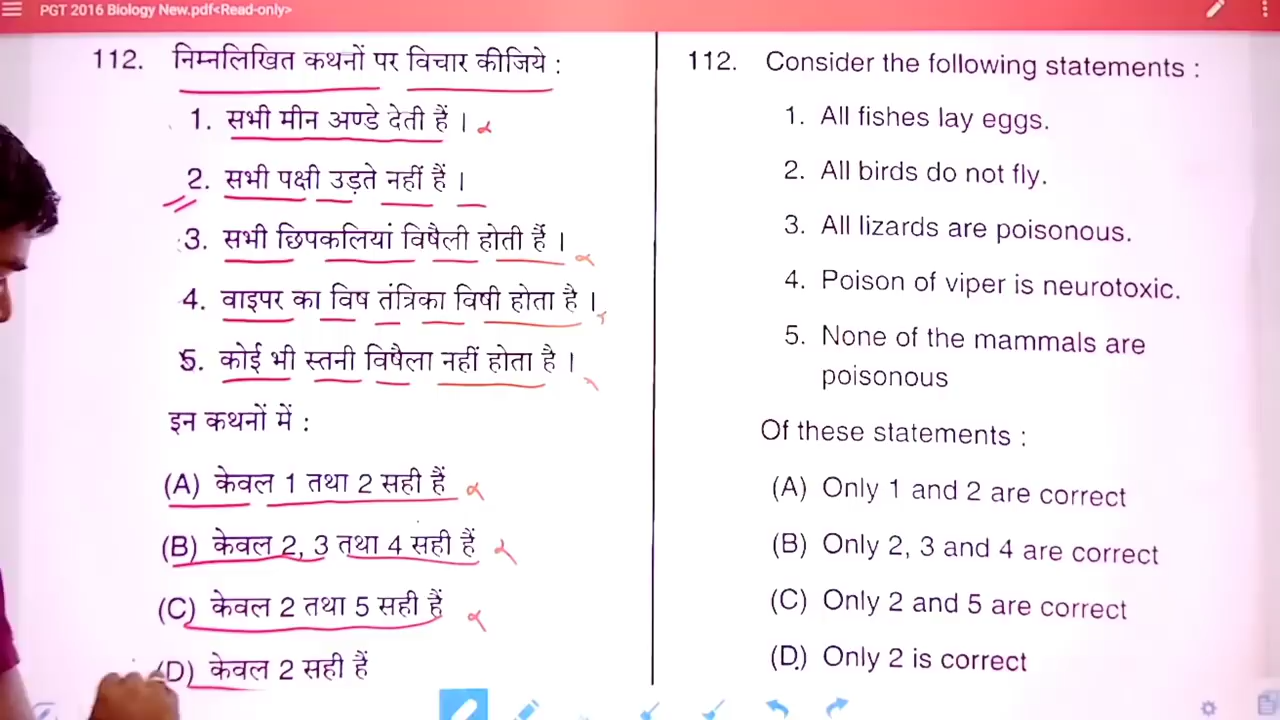 PGT 2016 Biology New.pdf<Read-only>
112. निम्नलिखित कथनों पर विचार कीजिये :
1. सभी मीन अण्डे देती हैं ।
2. सभी पक्षी उड़ते नहीं हैं ।
3. सभी छिपकलियां विषैली होती हैं ।
4. वाइपर का विष तंत्रिका विषी होता है ।
5. कोई भी स्तनी विषैला नहीं होता है ।
इन कथनों में :
(A) केवल 1 तथा 2 सही हैं
(B) केवल 2, 3 तथा 4 सही हैं
(C) केवल 2 तथा 5 सही हैं
(D) केवल 2 सही हैं
112. Consider the following statements :
1. All fishes lay eggs.
2. All birds do not fly.
3. All lizards are poisonous.
4. Poison of viper is neurotoxic.
5. None of the mammals are
poisonous
Of these statements :
(A) Only 1 and 2 are correct
(B) Only 2, 3 and 4 are correct
(C) Only 2 and 5 are correct
(D) Only 2 is correct